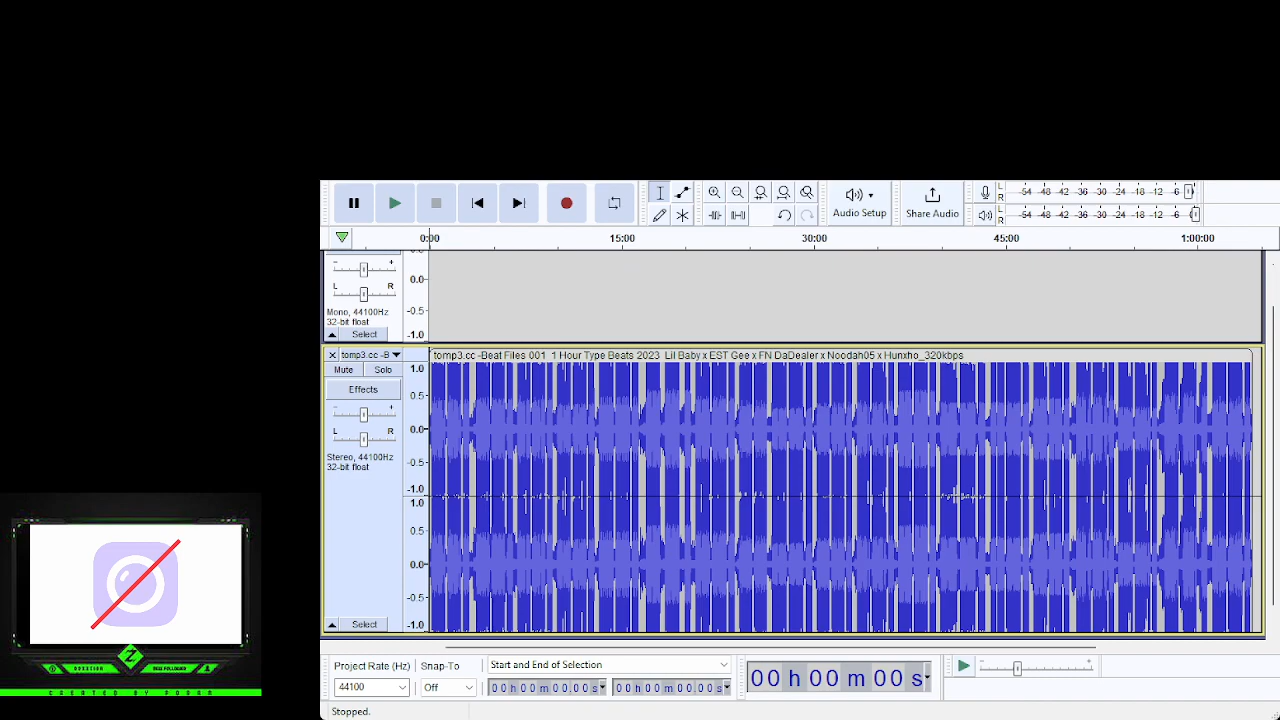 Audio Setup
Share Audio
L
R
-54 -48 -42 -36 -30 -24 -18 -12 -6
L
R
-54 -48 -42 -36 -30 -24 -18 -12 -6
0:00 15:00 30:00 45:00 1:00:00
- +
L R
Mono, 44100Hz
32-bit float
Select
0.0
-0.5
-1.0
tomp3.cc -B
tomp3.cc -Beat Files 001 1 Hour Type Beats 2023 Lil Baby x EST Gee x FN DaDealer x Noodah05 x Hunxho_320kbps
Mute Solo
Effects
- +
L R
Stereo, 44100Hz
32-bit float
Select
1.0
0.5
0.0
-0.5
-1.0
1.0
0.5
0.0
-0.5
-1.0
Project Rate (Hz)
Snap-To
Start and End of Selection
44100
Off
00 h 00 m 00.00 s
00 h 00 m 00.00 s
00 h 00 m 00 s
- +
Stopped.
Z
CREATED BY